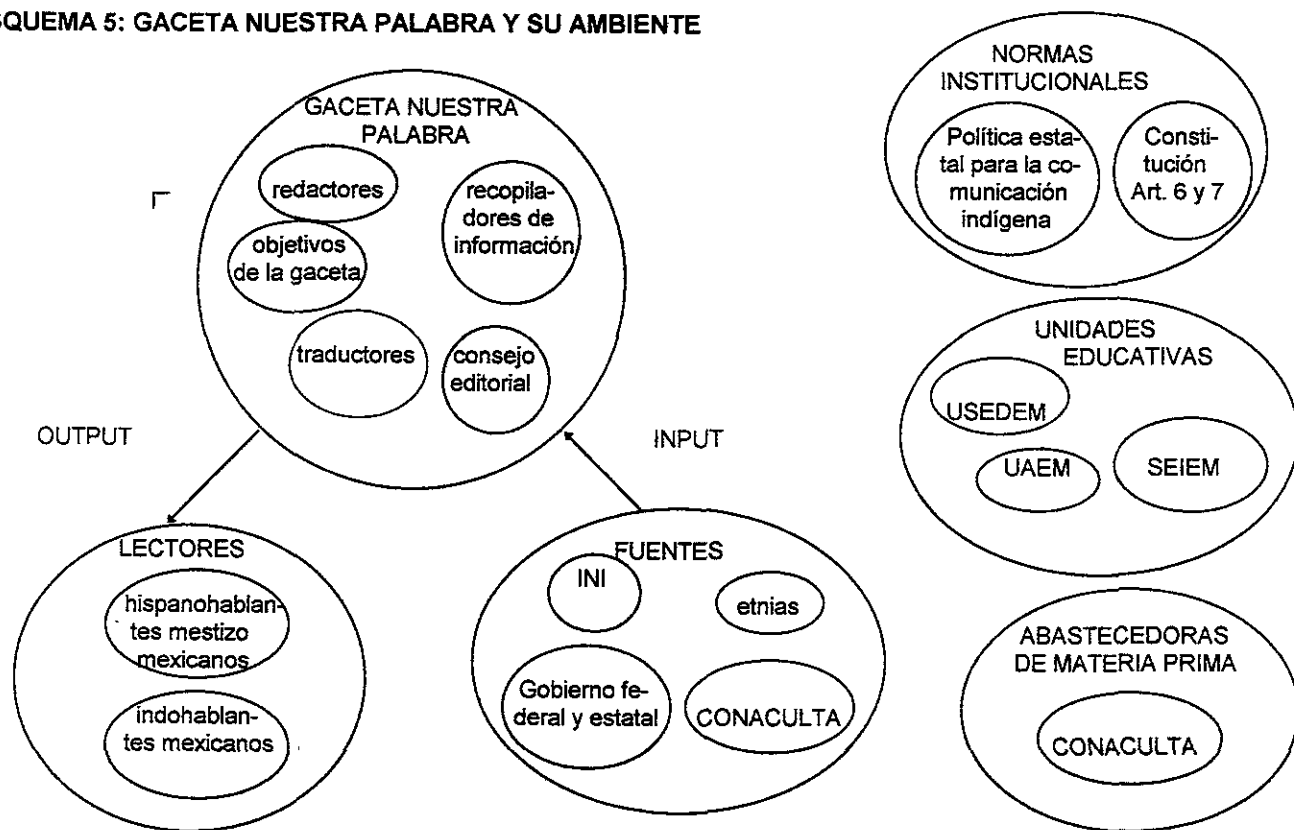 SQUEMA 5: GACETA NUESTRA PALABRA Y SU AMBIENTE
GACETA NUESTRA
PALABRA
redactores
recopila-
dores de
información
objetivos
de la gaceta
traductores
consejo
editorial
OUTPUT
INPUT
LECTORES
hispanohablan-
tes mestizo
mexicanos
indohablan-
tes mexicanos
FUENTES
INI
etnias
Gobierno fe-
deral y estatal
CONACULTA
NORMAS
INSTITUCIONALES
Política esta-
tal para la co-
municación
indígena
Consti-
tución
Art. 6 y 7
UNIDADES
EDUCATIVAS
USEDEM
UAEM
SEIEM
ABASTECEDORAS
DE MATERIA PRIMA
CONACULTA